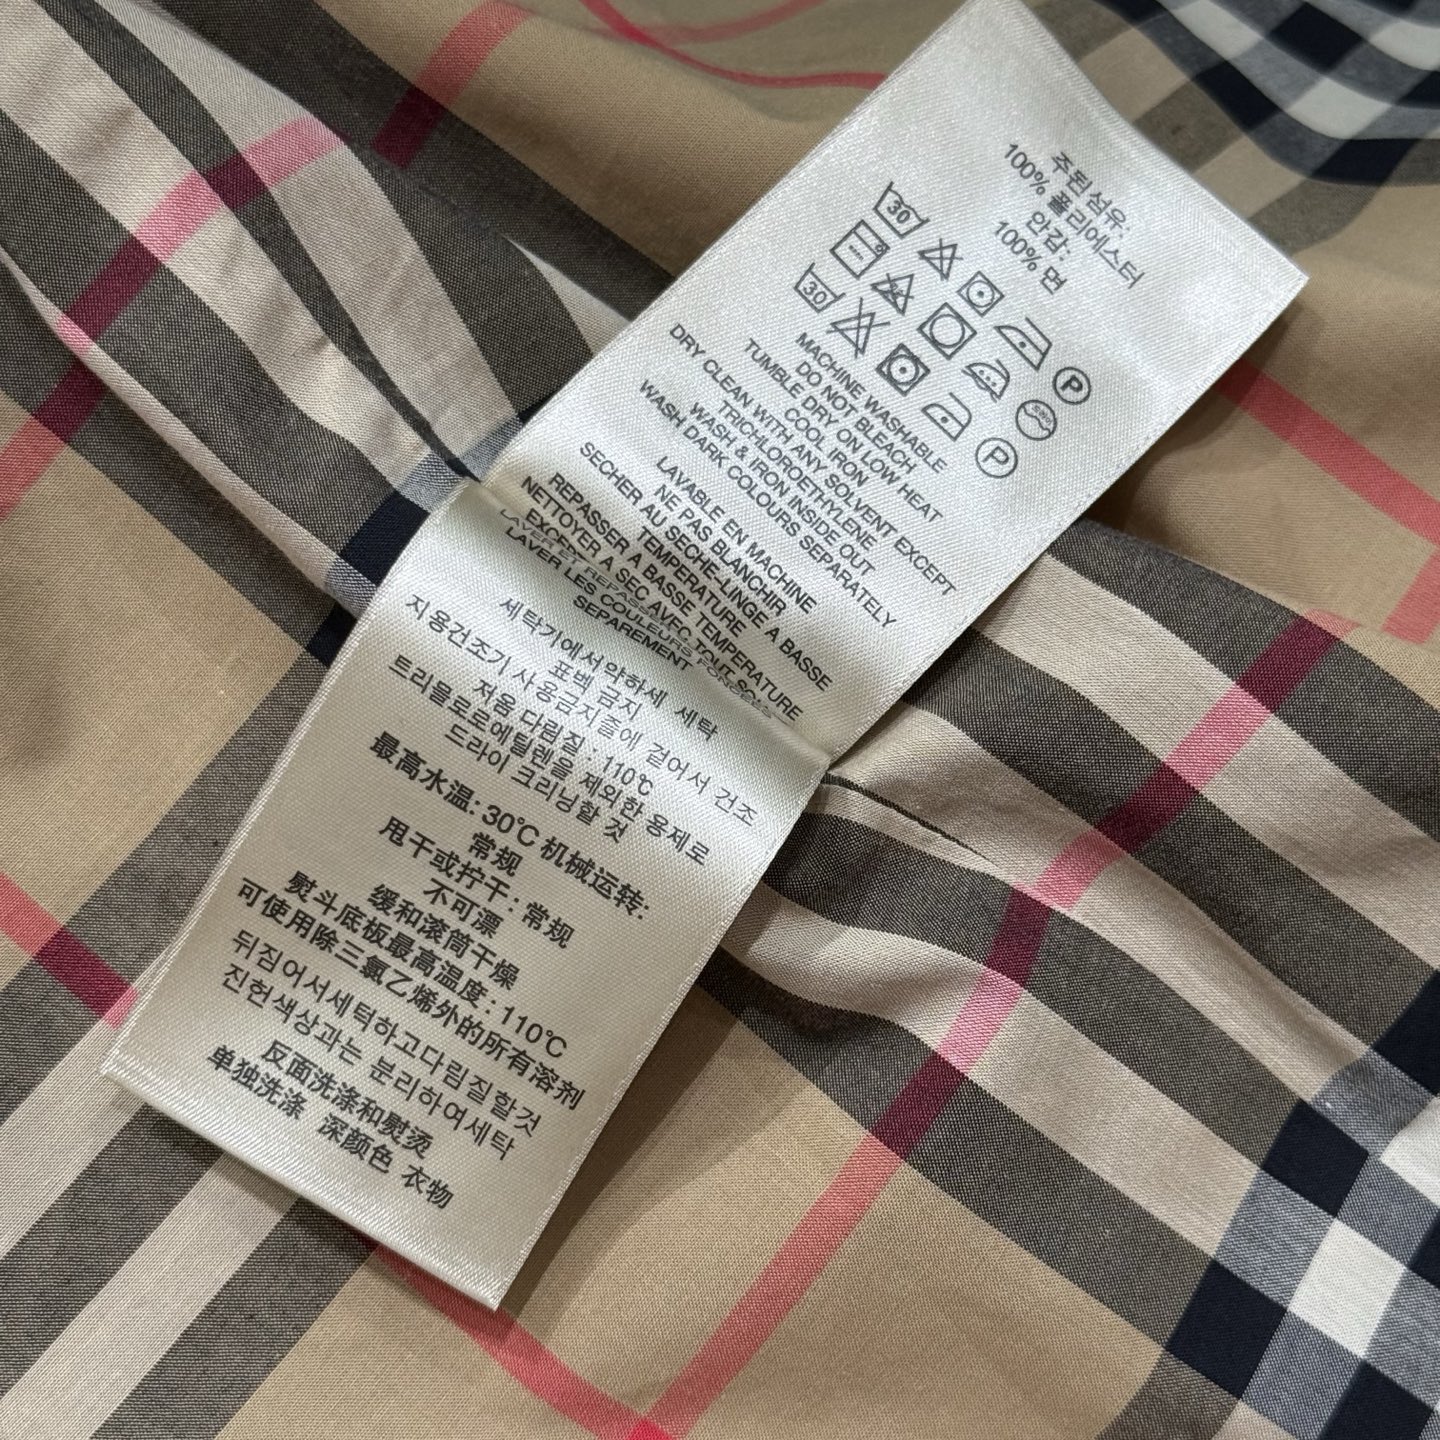 주된섬유:
100% 폴리에스터
안감:
100% 면
30
P
30
P
MACHINE WASHABLE
DO NOT BLEACH
TUMBLE DRY ON LOW HEAT
COOL IRON
DRY CLEAN WITH ANY SOLVENT EXCEPT
TRICHLOROETHYLENE
WASH & IRON INSIDE OUT
WASH DARK COLOURS SEPARATELY
LAVABLE EN MACHINE
NE PAS BLANCHIR
SECHER AU SECHE-LINGE A BASSE
TEMPERATURE
REPASSER A BASSE TEMPERATURE
NETTOYER A SEC AVEC TOUT
EXCEPT
LAVER ET REPASSER
LAVER LES COULEURS FONCEES
SEPAREMENT
세탁기에서약하세 세탁
표백 금지
지용건조기사용금지줄에 걸어서 건조
저온 다림질: 110℃
트리클로로에틸렌을 제외한 용제로
드라이 크리닝할 것
最高水温: 30℃ 机械运转:
常规
甩干或拧干: 常规
不可漂
缓和滚筒干燥
熨斗底板最高温度: 110℃
可使用除三氯乙烯外的所有溶剂
뒤집어서세턱하고다림질할것
진헌색상과는 분리하여세탁
反面洗涤和熨烫
单独洗涤 深颜色 衣物